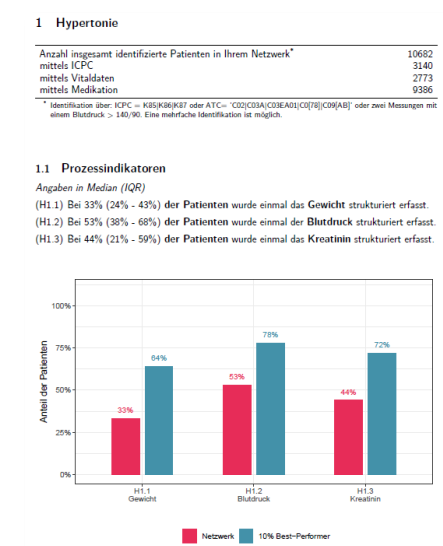 1 Hypertonie
Anzahl insgesamt identifizierte Patienten in Ihrem Netzwerk* 10682
mittels ICPC 3140
mittels Vitaldaten 2773
mittels Medikation 9386
* Identifikation über: ICPC = K85|K86|K87 oder ATC= 'C02|C03A|C03EA01|C0[78]|C09[AB]' oder zwei Messungen mit
einem Blutdruck > 140/90. Eine mehrfache Identifikation ist möglich.
1.1 Prozessindikatoren
Angaben in Median (IQR)
(H1.1) Bei 33% (24% - 43%) der Patienten wurde einmal das Gewicht strukturiert erfasst.
(H1.2) Bei 53% (38% - 68%) der Patienten wurde einmal der Blutdruck strukturiert erfasst.
(H1.3) Bei 44% (21% - 59%) der Patienten wurde einmal das Kreatinin strukturiert erfasst.
Anteil der Patienten
100%
75%
50%
25%
0%
33%
64%
53%
78%
44%
72%
H1.1
Gewicht
H1.2
Blutdruck
H1.3
Kreatinin
Netzwerk
10% Best-Performer